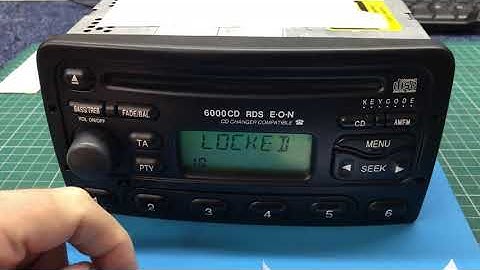 6000CD RDS E·O·N
CD CHANGER COMPATIBLE
KEYCODE
BASS/TREB
FADE/BAL
VOL ON/OFF
CD
AM/FM
TA
LOCKED
MENU
PTY
10
SEEK
1
2
3
4
5
6